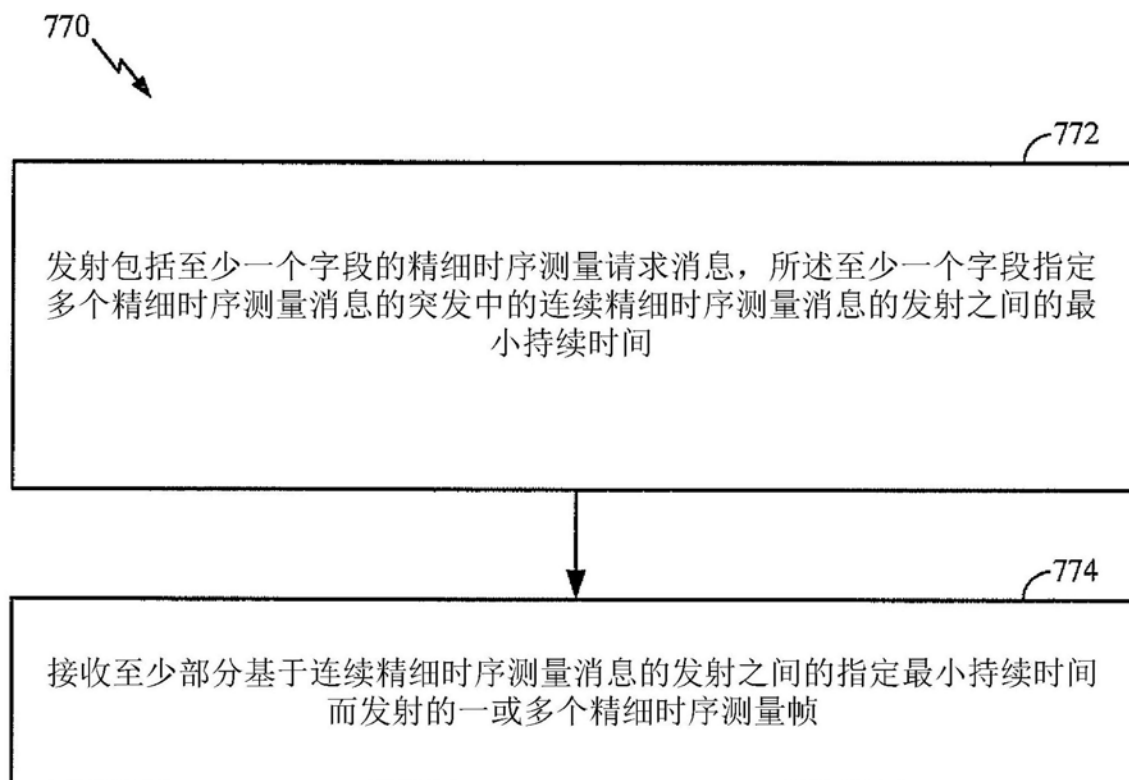 770
772
发射包括至少一个字段的精细时序测量请求消息，所述至少一个字段指定
多个精细时序测量消息的突发中的连续精细时序测量消息的发射之间的最
小持续时间
774
接收至少部分基于连续精细时序测量消息的发射之间的指定最小持续时间
而发射的一或多个精细时序测量帧